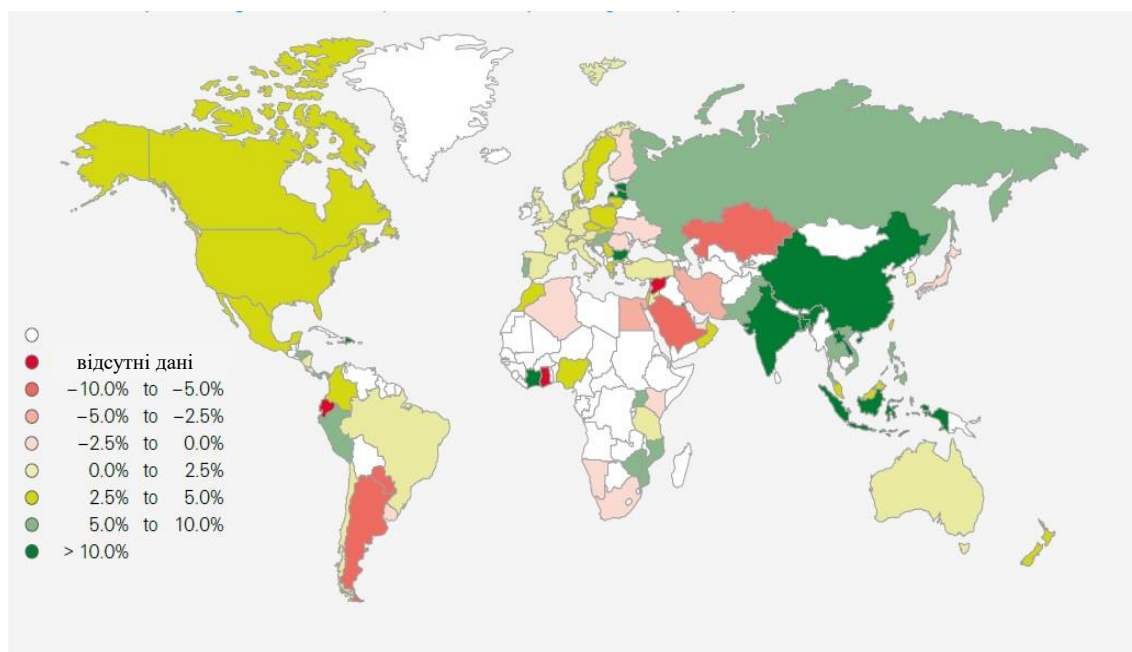 відсутні дані
−10.0% to −5.0%
−5.0% to −2.5%
−2.5% to 0.0%
0.0% to 2.5%
2.5% to 5.0%
5.0% to 10.0%
> 10.0%